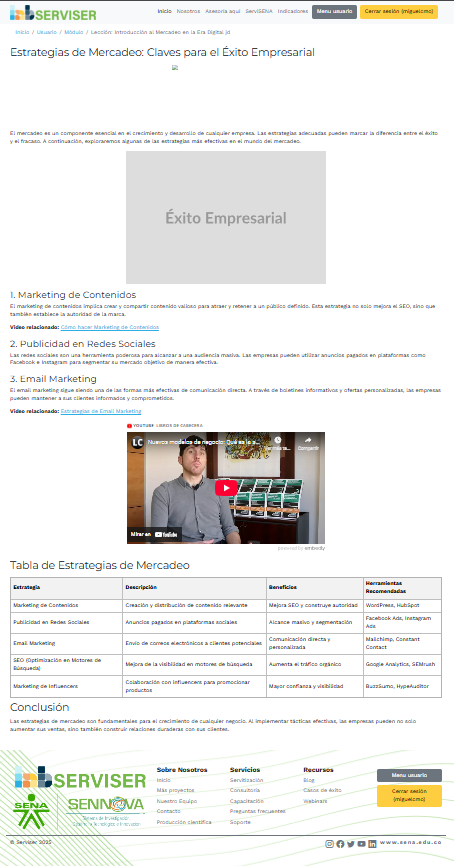 SERVISER
Inicio Nosotros Asesoría aquí ServiSENA Indicadores Menu usuario Cerrar sesión (miguelcmo)
Inicio / Usuario / Módulo / Lección: Introducción al Mercadeo en la Era Digital jd
Estrategias de Mercadeo: Claves para el Éxito Empresarial
El mercadeo es un componente esencial en el crecimiento y desarrollo de cualquier empresa. Las estrategias adecuadas pueden marcar la diferencia entre el éxito
y el fracaso. A continuación, exploraremos algunas de las estrategias más efectivas en el mundo del mercadeo.
Éxito Empresarial
1. Marketing de Contenidos
El marketing de contenidos implica crear y compartir contenido valioso para atraer y retener a un público definido. Esta estrategia no solo mejora el SEO, sino que
también establece la autoridad de la marca.
Video relacionado: Cómo hacer Marketing de Contenidos
2. Publicidad en Redes Sociales
Las redes sociales son una herramienta poderosa para alcanzar a una audiencia masiva. Las empresas pueden utilizar anuncios pagados en plataformas como
Facebook e Instagram para segmentar su mercado objetivo de manera efectiva.
3. Email Marketing
El email marketing sigue siendo una de las formas más efectivas de comunicación directa. A través de boletines informativos y ofertas personalizadas, las empresas
pueden mantener a sus clientes informados y comprometidos.
Video relacionado: Estrategias de Email Marketing
YOUTUBE LIBROS DE CABECERA
LC Nuevos modelos de negocio: Qué es la s...
Ver más ta... Compartir
Mirar en YouTube
powered by embedly
Tabla de Estrategias de Mercadeo
Estrategia Descripción Beneficios Herramientas Recomendadas
Marketing de Contenidos Creación y distribución de contenido relevante Mejora SEO y construye autoridad WordPress, HubSpot
Publicidad en Redes Sociales Anuncios pagados en plataformas sociales Alcance masivo y segmentación Facebook Ads, Instagram Ads
Email Marketing Envío de correos electrónicos a clientes potenciales Comunicación directa y personalizada Mailchimp, Constant Contact
SEO (Optimización en Motores de Búsqueda) Mejora de la visibilidad en motores de búsqueda Aumenta el tráfico orgánico Google Analytics, SEMrush
Marketing de Influencers Colaboración con influencers para promocionar productos Mayor confianza y visibilidad BuzzSumo, HypeAuditor
Conclusión
Las estrategias de mercadeo son fundamentales para el crecimiento de cualquier negocio. Al implementar tácticas efectivas, las empresas pueden no solo
aumentar sus ventas, sino también construir relaciones duraderas con sus clientes.
SERVISER
SENA
SENNOVA
Sobre Nosotros
Inicio
Más proyectos
Nuestro Equipo
Contacto
Producción científica
Servicios
Servitización
Consultoría
Capacitación
Preguntas frecuentes
Soporte
Recursos
Blog
Casos de éxito
Webinars
Menu usuario
Cerrar sesión
(miguelcmo)
© Serviser 2025
www.sena.edu.co